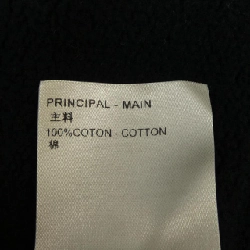 PRINCIPAL - MAIN
主料
100%COTON - COTTON
棉